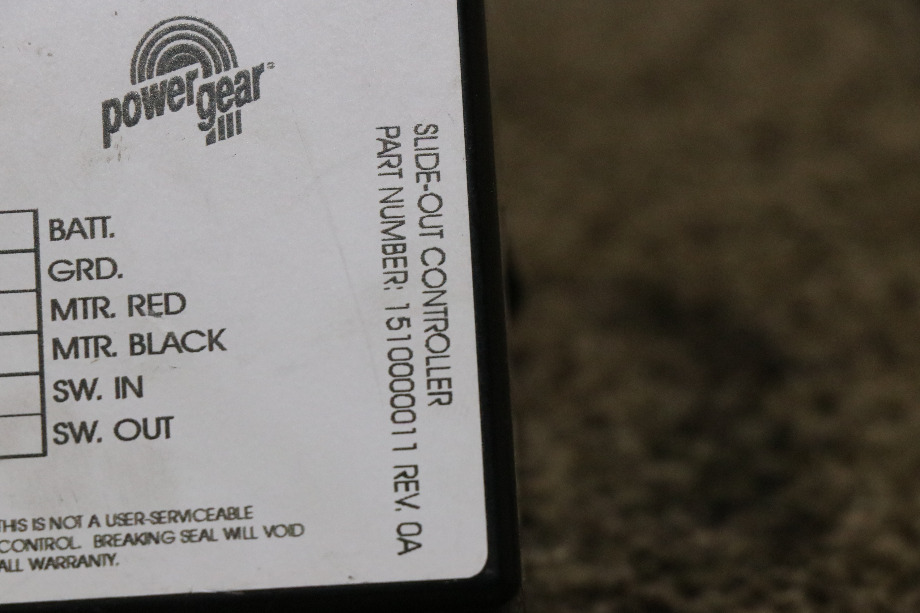 powergear
SLIDE-OUT CONTROLLER
PART NUMBER: 1510000011 REV. 0A
BATT.
GRD.
MTR. RED
MTR. BLACK
SW. IN
SW. OUT
THIS IS NOT A USER-SERVICEABLE
CONTROL. BREAKING SEAL WILL VOID
ALL WARRANTY.